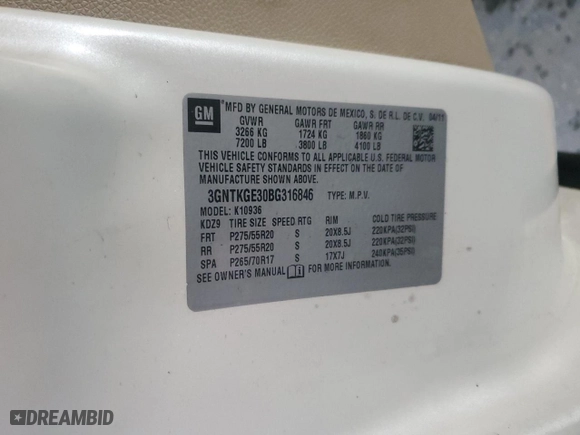 GM
MFD BY GENERAL MOTORS DE MEXICO, S. DE R.L. DE C.V. 04/11
GVWR GAWR FRT GAWR RR
3266 KG 1724 KG 1860 KG
7200 LB 3800 LB 4100 LB
THIS VEHICLE CONFORMS TO ALL APPLICABLE U.S. FEDERAL MOTOR
VEHICLE SAFETY STANDARDS IN EFFECT ON THE DATE OF
MANUFACTURE SHOWN ABOVE.
3GNTKGE30BG316846 TYPE: M.P.V.
MODEL: K10936
KDZ9 TIRE SIZE SPEED RTG RIM COLD TIRE PRESSURE
FRT P275/55R20 S 20X8.5J 220KPA(32PSI)
RR P275/55R20 S 20X8.5J 220KPA(32PSI)
SPA P265/70R17 S 17X7J 240KPA(35PSI)
SEE OWNER'S MANUAL FOR MORE INFORMATION.
DREAMBID